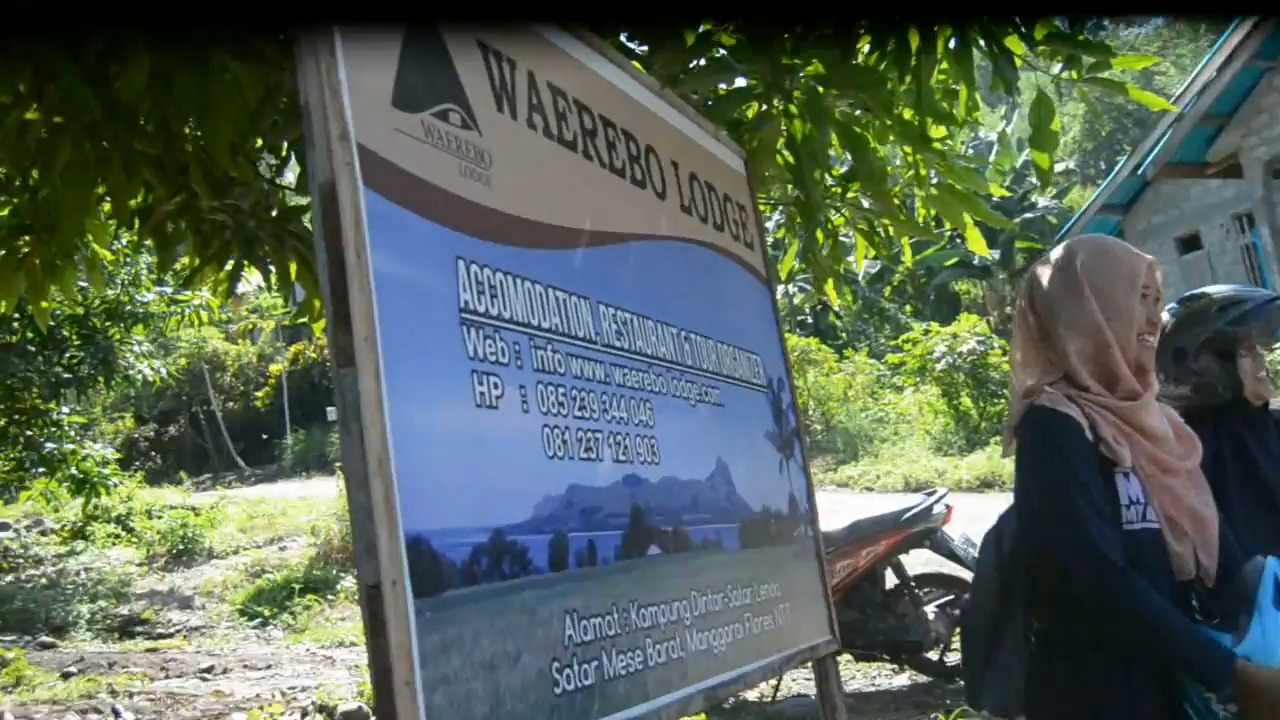 WAEREBO
LODGE
WAEREBO LODGE
ACCOMODATION, RESTAURANT & TOUR ORGANIZER
Web : info www. waerebo lodge.com
HP : 085 239 344 046
081 237 121 903
Alamat : Kampung Dintor-Satar Lenda
Satar Mese Barat, Manggarai Flores NTT